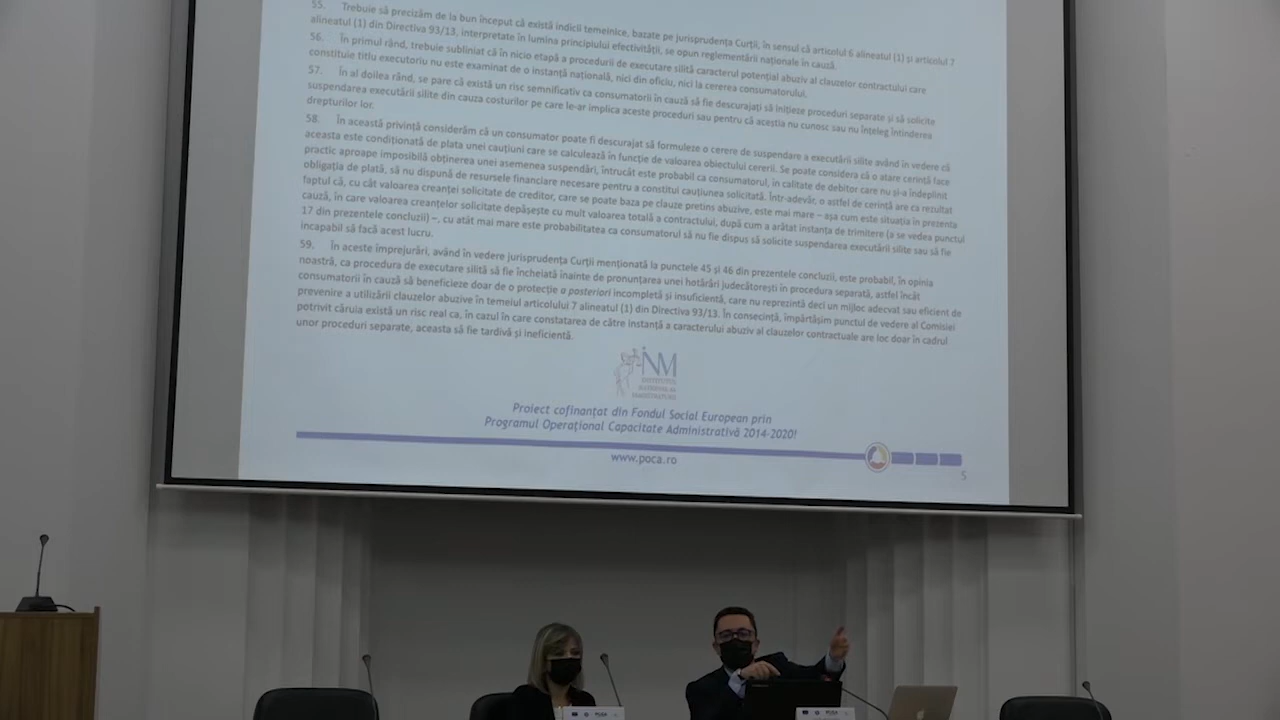 55. Trebuie să precizăm de la bun început că există indicii temeinice, bazate pe jurisprudența Curții, în sensul că articolul 6 alineatul (1) și articolul 7
alineatul (1) din Directiva 93/13, interpretate în lumina principiului efectivității, se opun reglementării naționale în cauză.
56. În primul rând, trebuie subliniat că în nicio etapă a procedurii de executare silită caracterul potențial abuziv al clauzelor contractului care
constituie titlu executoriu nu este examinat de o instanță națională, nici din oficiu, nici la cererea consumatorului.
57. În al doilea rând, se pare că există un risc semnificativ ca consumatorii în cauză să fie descurajați să inițieze proceduri separate și să solicite
suspendarea executării silite din cauza costurilor pe care le-ar implica aceste proceduri sau pentru că aceștia nu cunosc sau nu înțeleg întinderea
drepturilor lor.
58. În această privință considerăm că un consumator poate fi descurajat să formuleze o cerere de suspendare a executării silite având în vedere că
aceasta este condiționată de plata unei cauțiuni care se calculează în funcție de valoarea obiectului cererii. Se poate considera că o atare cerință face
practic aproape imposibilă obținerea unei asemenea suspendări, întrucât este probabil ca consumatorul, în calitate de debitor care nu și-a îndeplinit
obligația de plată, să nu dispună de resursele financiare necesare pentru a constitui cauțiunea solicitată. Într-adevăr, o astfel de cerință are ca rezultat
faptul că, cu cât valoarea creanței solicitate de creditor, care se poate baza pe clauze pretins abuzive, este mai mare – așa cum este situația în prezenta
cauză, în care valoarea creanțelor solicitate depășește cu mult valoarea totală a contractului, după cum a arătat instanța de trimitere (a se vedea punctul
17 din prezentele concluzii) –, cu atât mai mare este probabilitatea ca consumatorul să nu fie dispus să solicite suspendarea executării silite sau să fie
incapabil să facă acest lucru.
59. În aceste împrejurări, având în vedere jurisprudența Curții menționată la punctele 45 și 46 din prezentele concluzii, este probabil, în opinia
noastră, ca procedura de executare silită să fie încheiată înainte de pronunțarea unei hotărâri judecătorești în procedura separată, astfel încât
consumatorii în cauză să beneficieze doar de o protecție a posteriori incompletă și insuficientă, care nu reprezintă deci un mijloc adecvat sau eficient de
prevenire a utilizării clauzelor abuzive în temeiul articolului 7 alineatul (1) din Directiva 93/13. În consecință, împărtășim punctul de vedere al Comisiei
potrivit căruia există un risc real ca, în cazul în care constatarea de către instanță a caracterului abuziv al clauzelor contractuale are loc doar în cadrul
unor proceduri separate, aceasta să fie tardivă și ineficientă.
INM
INSTITUTUL
NAȚIONAL AL
MAGISTRATURII
Proiect cofinanțat din Fondul Social European prin
Programul Operațional Capacitate Administrativă 2014-2020!
www.poca.ro
5